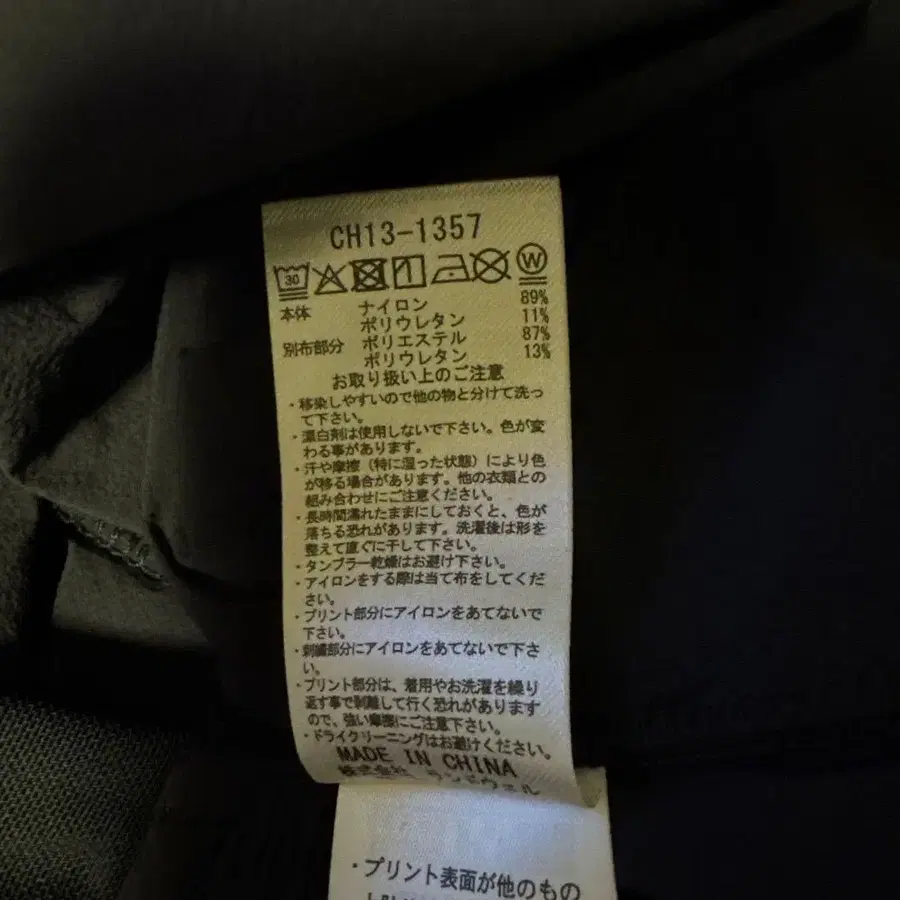 CH13-1357
30 W
本体 ナイロン 89%
ポリウレタン 11%
別布部分 ポリエステル 87%
ポリウレタン 13%
お取り扱い上のご注意
・移染しやすいので他の物と分けて洗っ
て下さい。
・漂白剤は使用しないで下さい。色が変
わる事があります。
・汗や摩擦（特に湿った状態）により色
が移る場合があります。他の衣類との
組み合わせにご注意ください。
・長時間濡れたままにしておくと、色が
落ちる恐れがあります。洗濯後は形を
整えて直ぐに干して下さい。
・タンブラー乾燥はお避け下さい。
・アイロンをする際は当て布をしてくだ
さい。
・プリント部分にアイロンをあてないで
下さい。
・刺繍部分にアイロンをあてないで下さ
い。
・プリント部分は、着用やお洗濯を繰り
返す事で剥離して行く恐れがあります
ので、強い摩擦にご注意下さい。
・ドライクリーニングはお避けください。
MADE IN CHINA
株式会社 ランドウェル
・プリント表面が他のもの